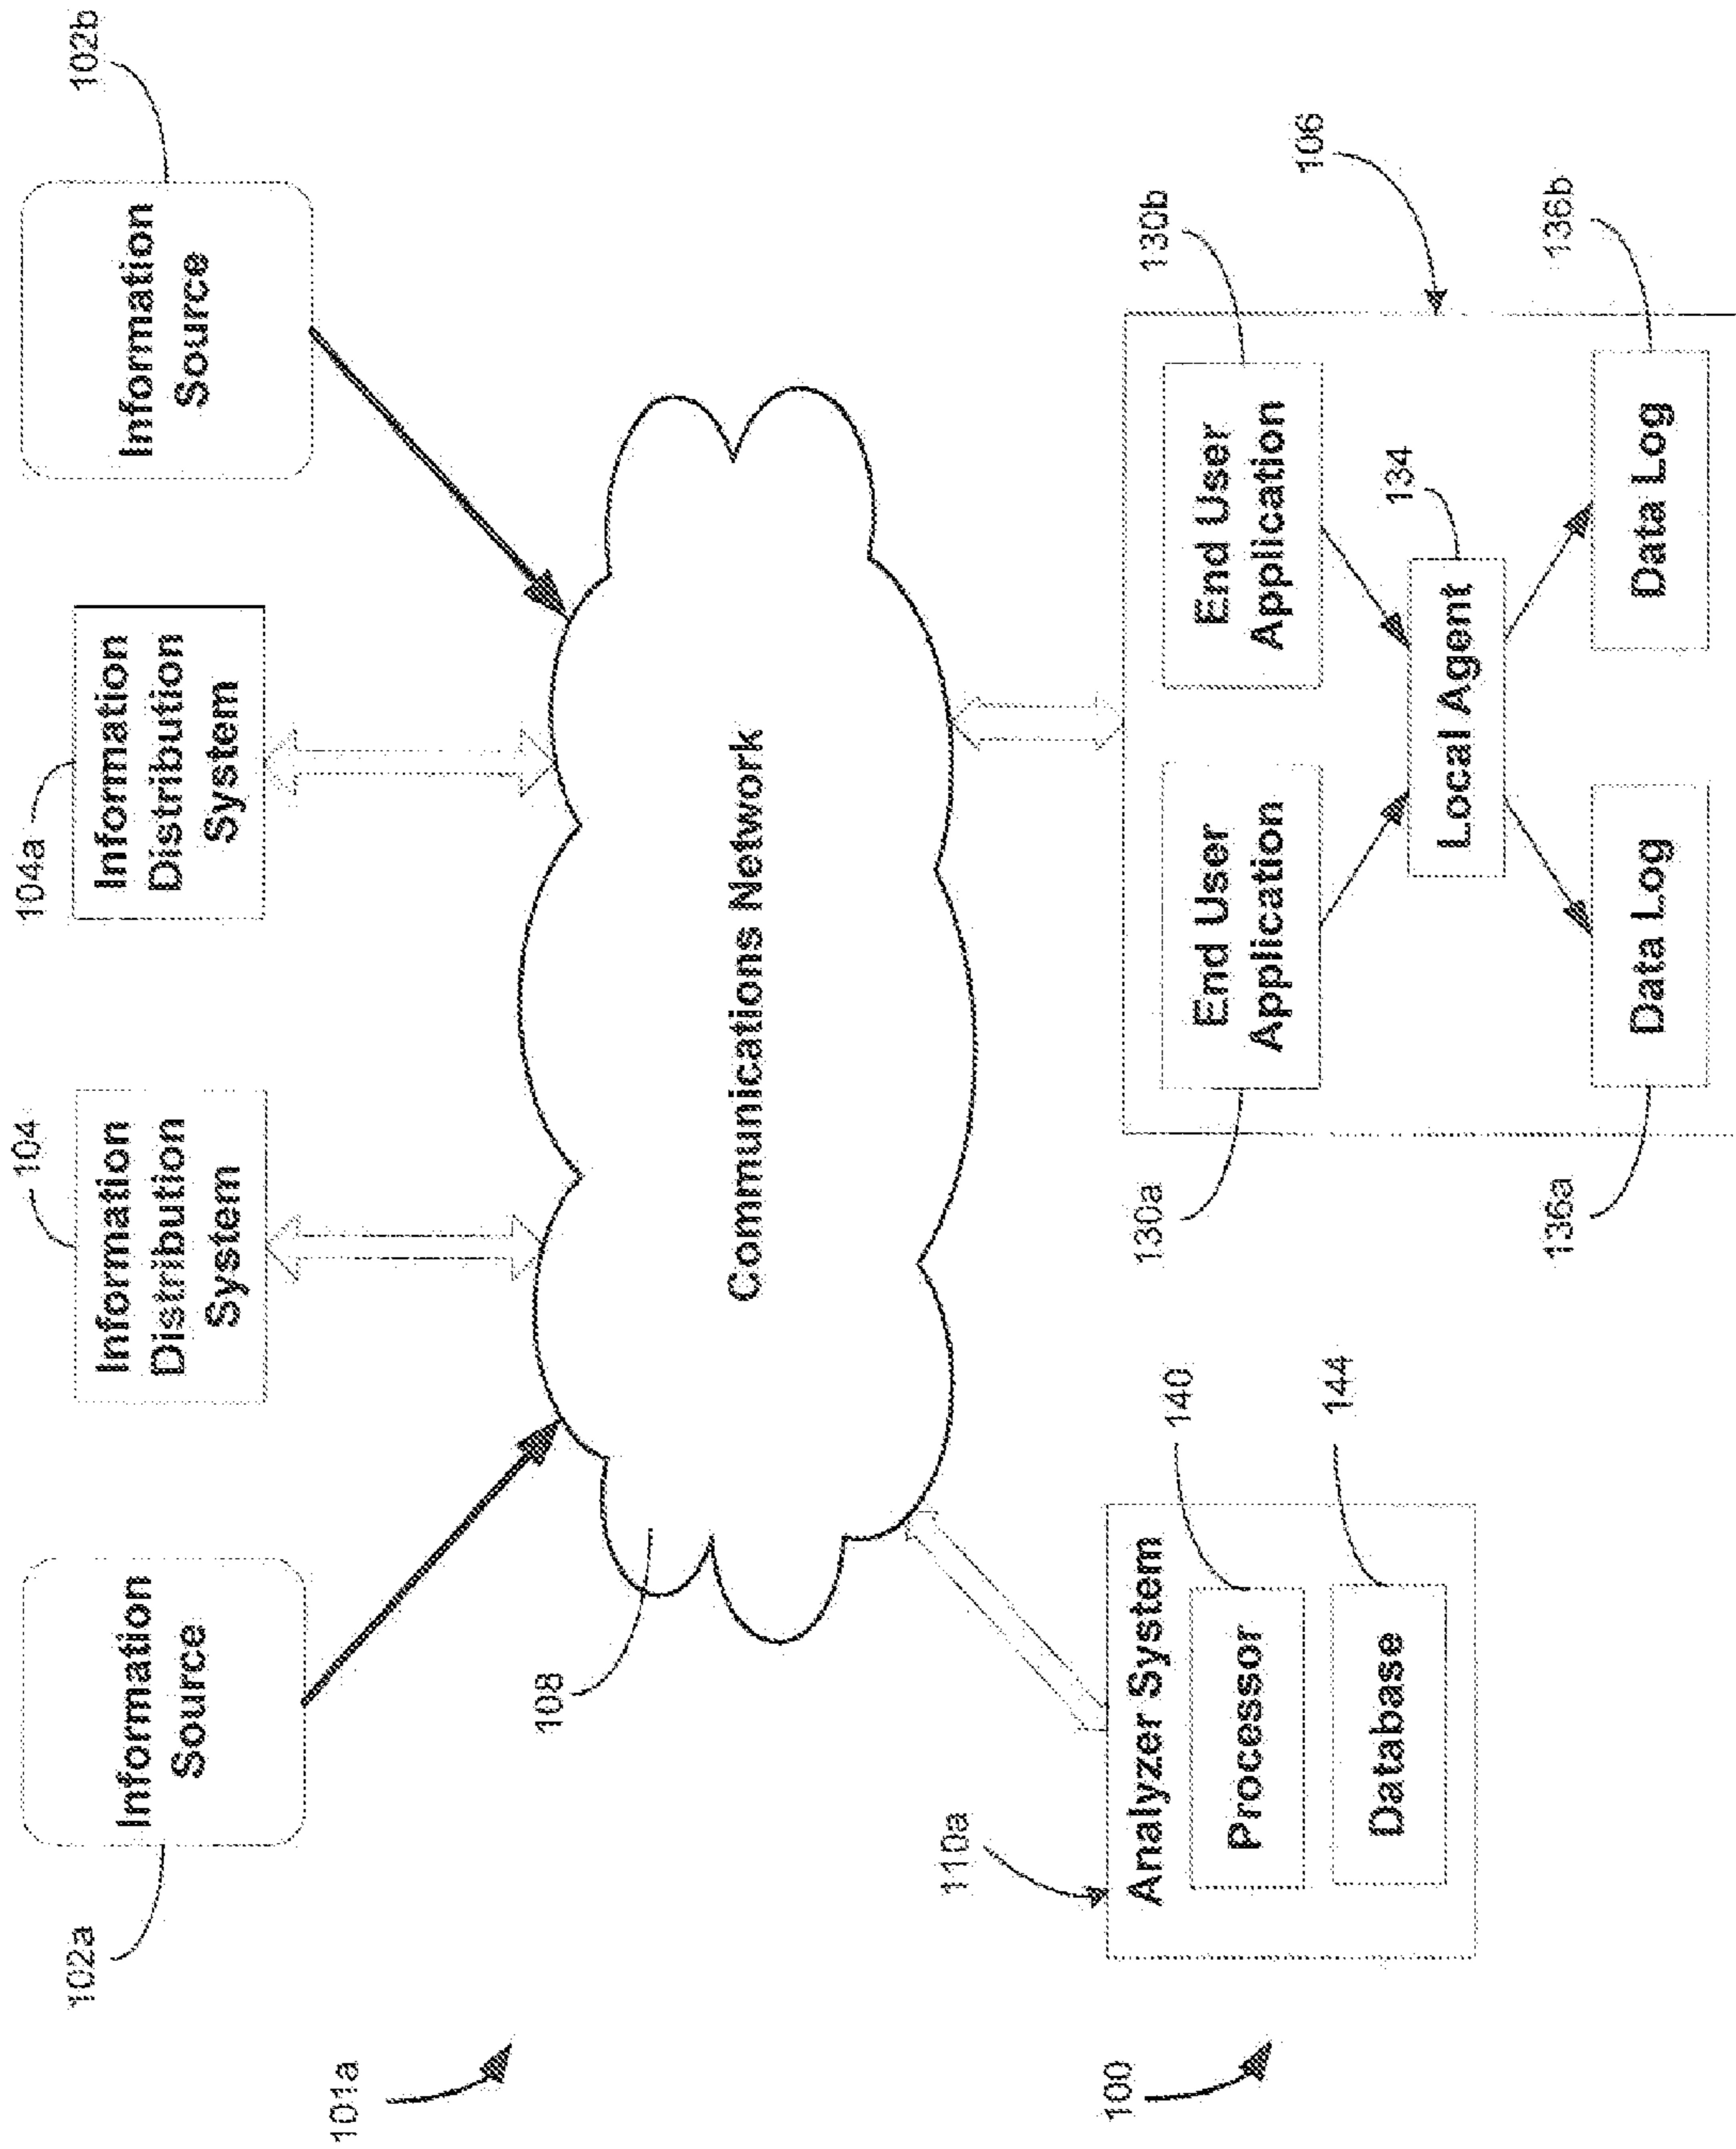 102a
Information
Source
104
Information
Distribution
System
104a
Information
Distribution
System
102b
Information
Source
101a
108
Communications Network
110a
Analyzer System
Processor
140
Database
144
100
106
130a
End User
Application
130b
End User
Application
134
Local Agent
136a
Data Log
136b
Data Log